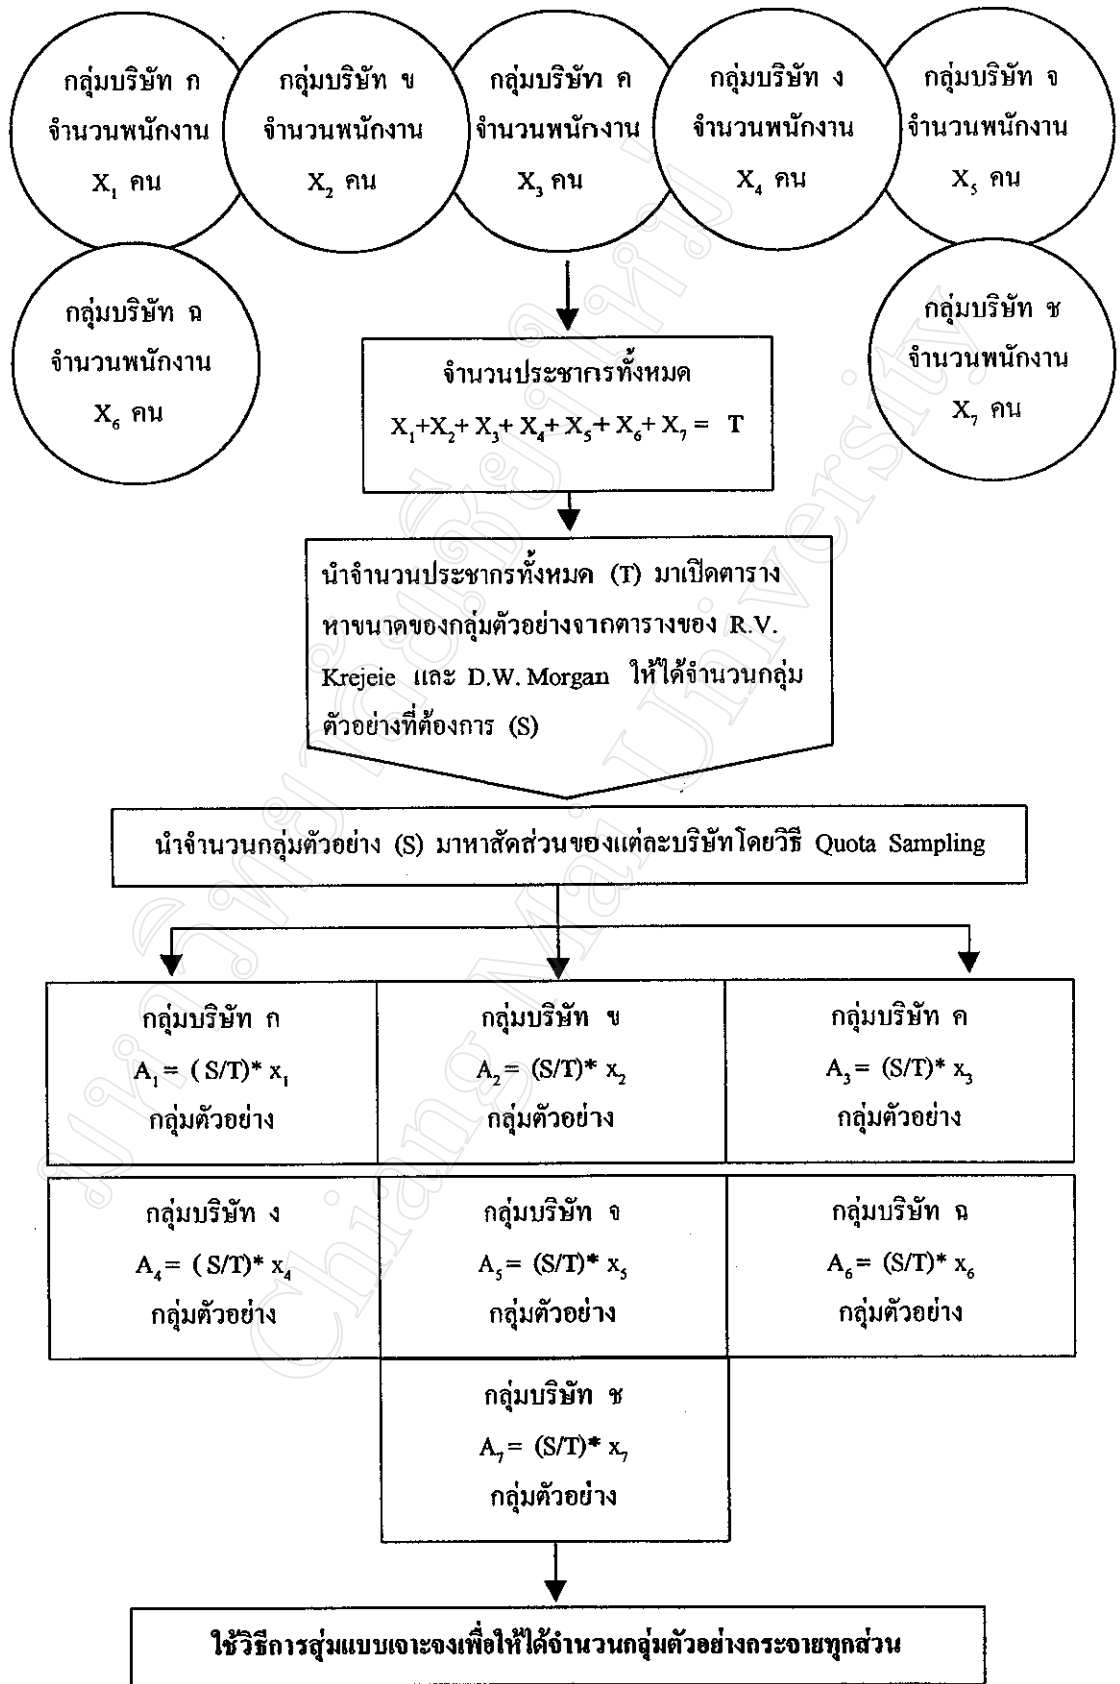 กลุ่มบริษัท ก
จำนวนพนักงาน
X₁ คน
กลุ่มบริษัท ข
จำนวนพนักงาน
X₂ คน
กลุ่มบริษัท ค
จำนวนพนักงาน
X₃ คน
กลุ่มบริษัท ง
จำนวนพนักงาน
X₄ คน
กลุ่มบริษัท จ
จำนวนพนักงาน
X₅ คน
กลุ่มบริษัท ฉ
จำนวนพนักงาน
X₆ คน
กลุ่มบริษัท ช
จำนวนพนักงาน
X₇ คน
จำนวนประชากรทั้งหมด
X₁+X₂+ X₃+ X₄+ X₅+ X₆+ X₇ = T
นำจำนวนประชากรทั้งหมด (T) มาเปิดตาราง
หาขนาดของกลุ่มตัวอย่างจากตารางของ R.V.
Krejeie และ D.W. Morgan ให้ได้จำนวนกลุ่ม
ตัวอย่างที่ต้องการ (S)
นำจำนวนกลุ่มตัวอย่าง (S) มาหาสัดส่วนของแต่ละบริษัทโดยวิธี Quota Sampling
กลุ่มบริษัท ก
A₁ = ( S/T)* x₁
กลุ่มตัวอย่าง
กลุ่มบริษัท ข
A₂ = (S/T)* x₂
กลุ่มตัวอย่าง
กลุ่มบริษัท ค
A₃ = (S/T)* x₃
กลุ่มตัวอย่าง
กลุ่มบริษัท ง
A₄ = ( S/T)* x₄
กลุ่มตัวอย่าง
กลุ่มบริษัท จ
A₅ = (S/T)* x₅
กลุ่มตัวอย่าง
กลุ่มบริษัท ฉ
A₆ = (S/T)* x₆
กลุ่มตัวอย่าง
กลุ่มบริษัท ช
A₇ = (S/T)* x₇
กลุ่มตัวอย่าง
ใช้วิธีการสุ่มแบบเจาะจงเพื่อให้ได้จำนวนกลุ่มตัวอย่างกระจายทุกส่วน
มหาวิทยาลัยเชียงใหม่
Chiang Mai University